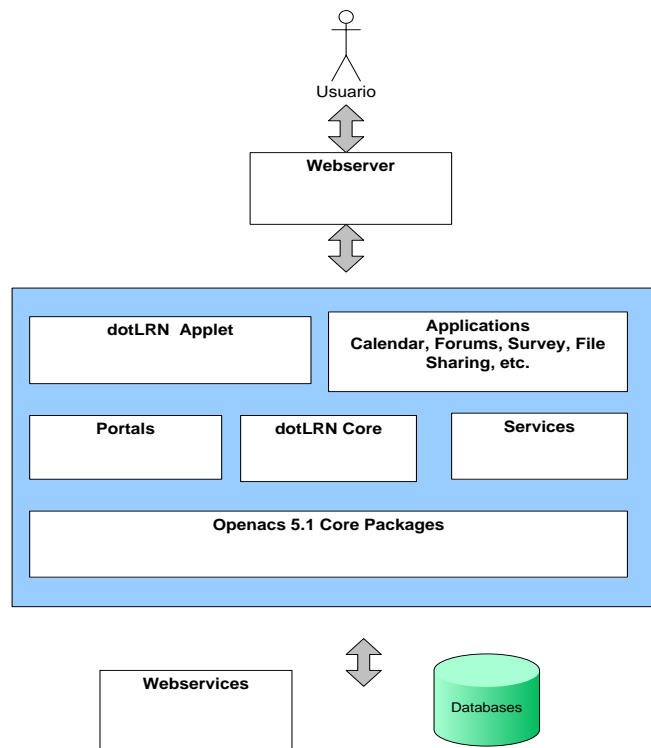 Usuario
Webserver
dotLRN Applet
Applications
Calendar, Forums, Survey, File
Sharing, etc.
Portals
dotLRN Core
Services
Openacs 5.1 Core Packages
Webservices
Databases